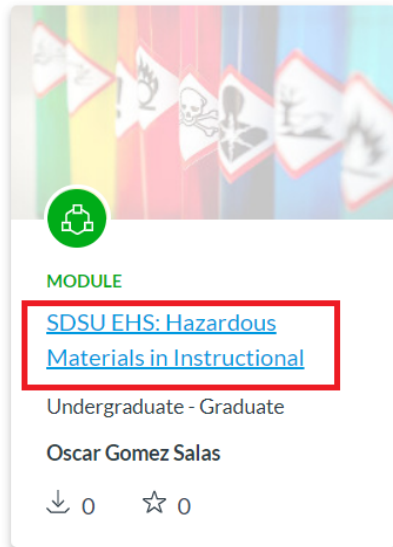 MODULE
SDSU EHS: Hazardous
Materials in Instructional
Undergraduate - Graduate
Oscar Gomez Salas
0 0